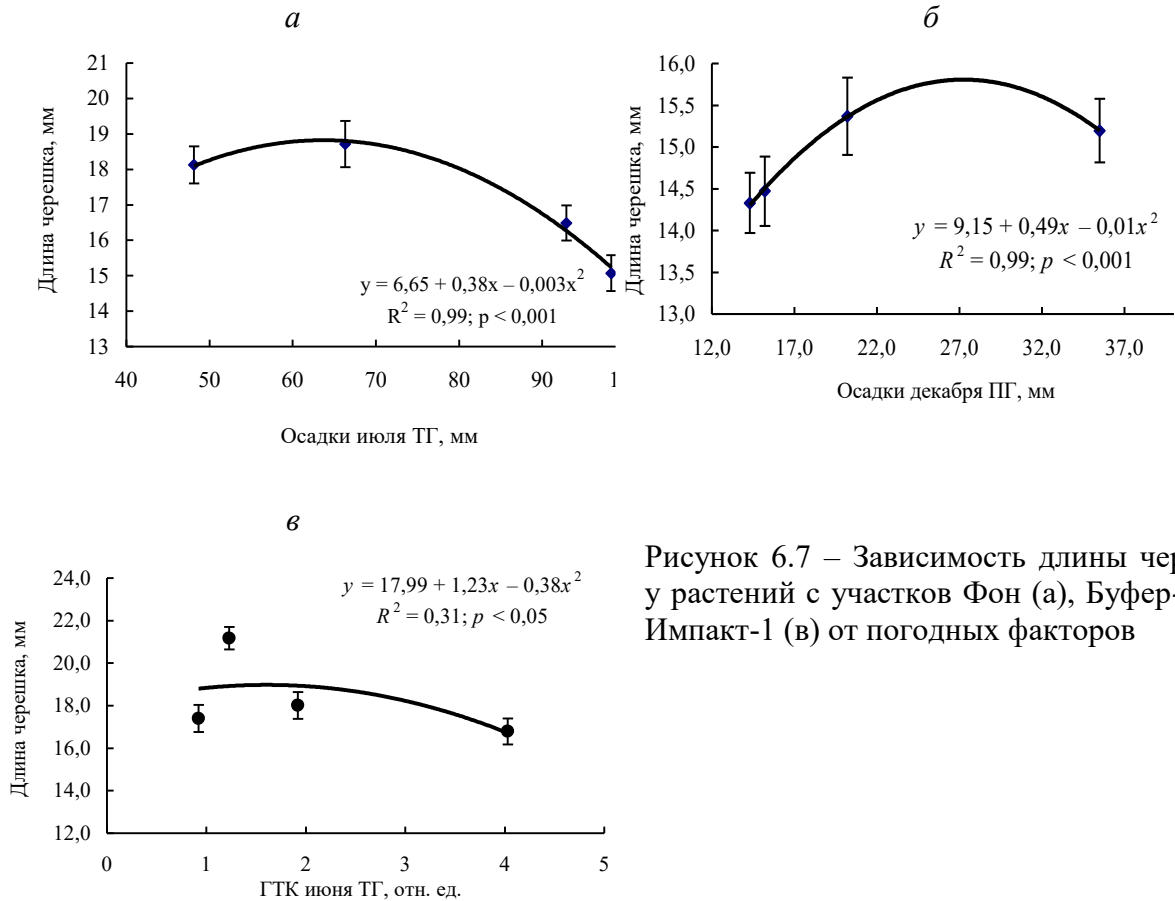 а
21
20
19
18
17
16
15
14
13
40 50 60 70 80 90 1
Длина черешка, мм
y = 6,65 + 0,38x – 0,003x²
R² = 0,99; p < 0,001
Осадки июля ТГ, мм
б
16,0
15,5
15,0
14,5
14,0
13,5
13,0
12,0 17,0 22,0 27,0 32,0 37,0
Длина черешка, мм
y = 9,15 + 0,49x – 0,01x²
R² = 0,99; p < 0,001
Осадки декабря ПГ, мм
в
24,0
22,0
20,0
18,0
16,0
14,0
12,0
0 1 2 3 4 5
Длина черешка, мм
y = 17,99 + 1,23x – 0,38x²
R² = 0,31; p < 0,05
ГТК июня ТГ, отн. ед.
Рисунок 6.7 – Зависимость длины
у растений с участков Фон (а), Буфер-
Импакт-1 (в) от погодных факторов